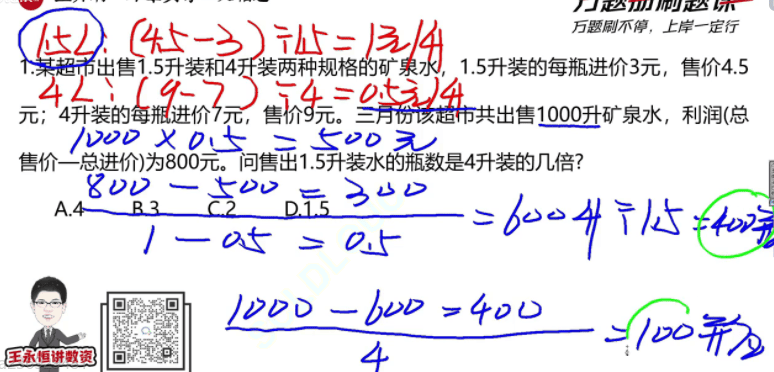 万题刷刷题课
万题刷不停，上岸一定行
1.5L：(4.5-3)÷1.5=1元/升
1.某超市出售1.5升装和4升装两种规格的矿泉水，1.5升装的每瓶进价3元，售价4.5
4L：(9-7)÷4=0.5元/升
元；4升装的每瓶进价7元，售价9元。三月份该超市共出售1000升矿泉水，利润(总
1000×0.5=500元
售价—总进价)为800元。问售出1.5升装水的瓶数是4升装的几倍?
800-500=300
A.4 B.3 C.2 D.1.5
=600升÷1.5=400瓶
1-0.5=0.5
1000-600=400
=100瓶
4
王永恒讲数资